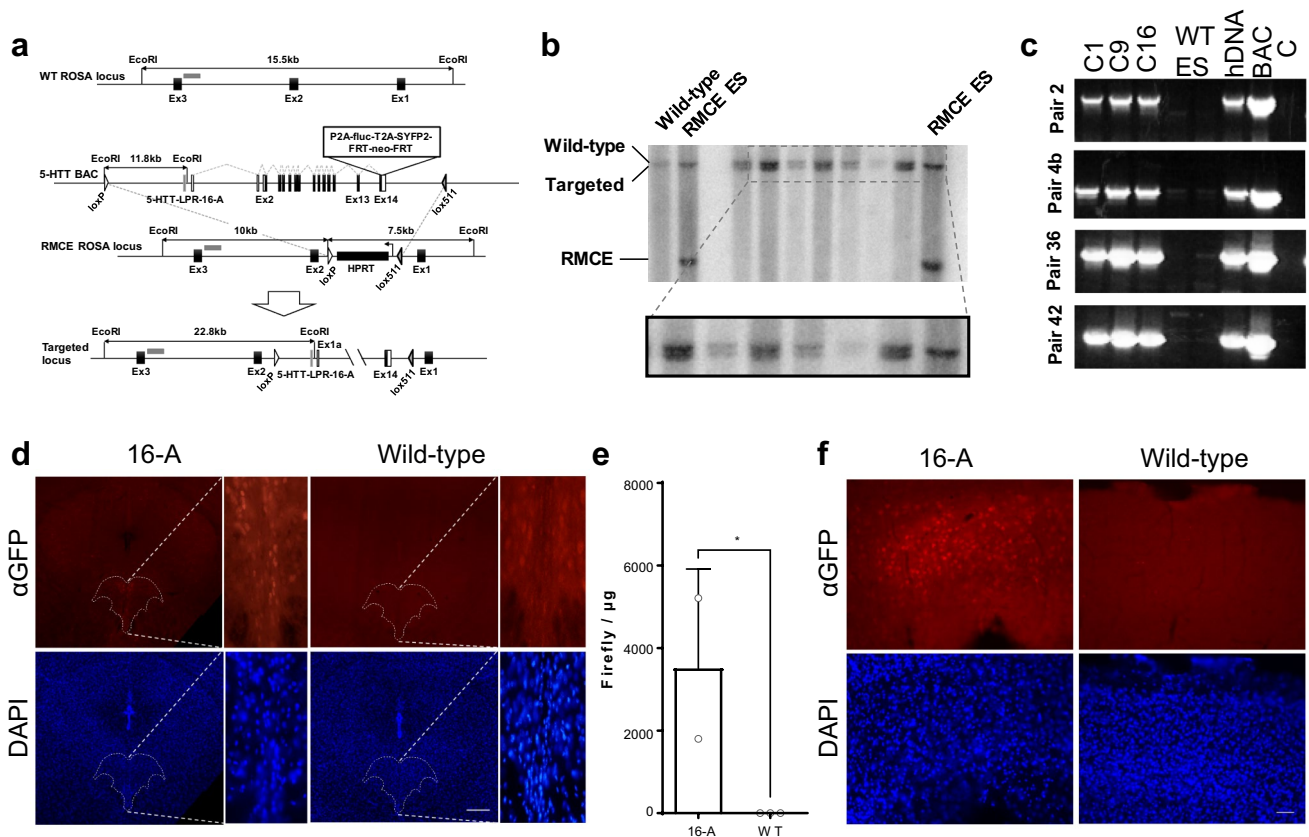 a
EcoRI
15.5kb
EcoRI
WT ROSA locus
Ex3
Ex2
Ex1
P2A-fluc-T2A-SYFP2-
FRT-neo-FRT
EcoRI
11.8kb
EcoRI
5-HTT BAC
loxP
5-HTT-LPR-16-A
Ex2
Ex13
Ex14
lox511
EcoRI
10kb
7.5kb
EcoRI
RMCE ROSA locus
Ex3
Ex2
loxP
HPRT
lox511
Ex1
EcoRI
22.8kb
EcoRI
Ex1a
Targeted
locus
Ex3
Ex2
loxP
5-HTT-LPR-16-A
Ex14
lox511
Ex1
b
Wild-type
RMCE ES
RMCE ES
Wild-type
Targeted
RMCE
c
C1
C9
C16
WT
ES
hDNA
BAC
C
Pair 2
Pair 4b
Pair 36
Pair 42
d
16-A
Wild-type
αGFP
DAPI
e
8000
6000
4000
2000
0
Firefly / µg
*
16-A
WT
f
16-A
Wild-type
αGFP
DAPI